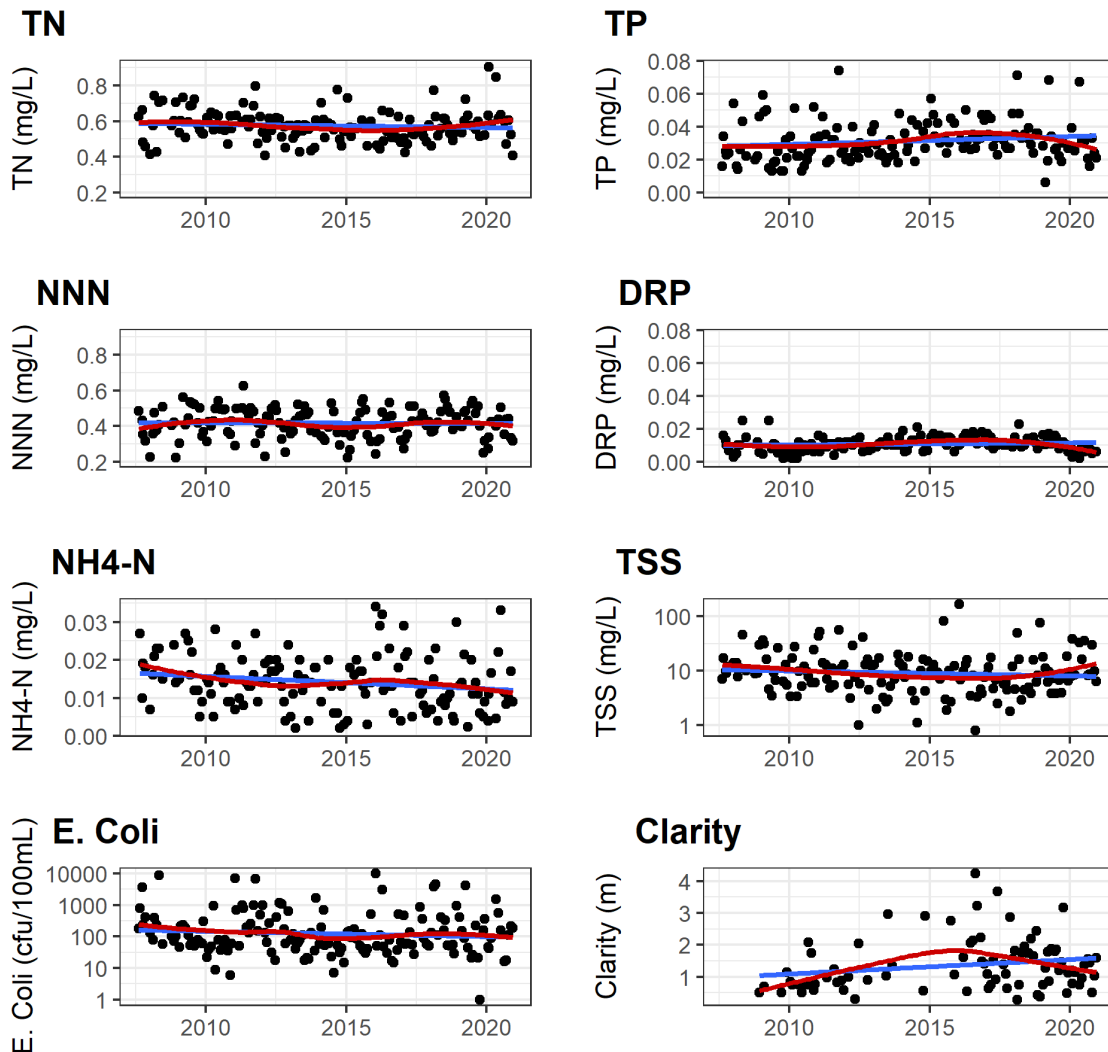 TN
TN (mg/L)
0.8
0.6
0.4
0.2
2010 2015 2020
TP
TP (mg/L)
0.08
0.06
0.04
0.02
0.00
2010 2015 2020
NNN
NNN (mg/L)
0.8
0.6
0.4
0.2
2010 2015 2020
DRP
DRP (mg/L)
0.08
0.06
0.04
0.02
0.00
2010 2015 2020
NH4-N
NH4-N (mg/L)
0.03
0.02
0.01
0.00
2010 2015 2020
TSS
TSS (mg/L)
100
10
1
2010 2015 2020
E. Coli
E. Coli (cfu/100mL)
10000
1000
100
10
1
2010 2015 2020
Clarity
Clarity (m)
4
3
2
1
2010 2015 2020